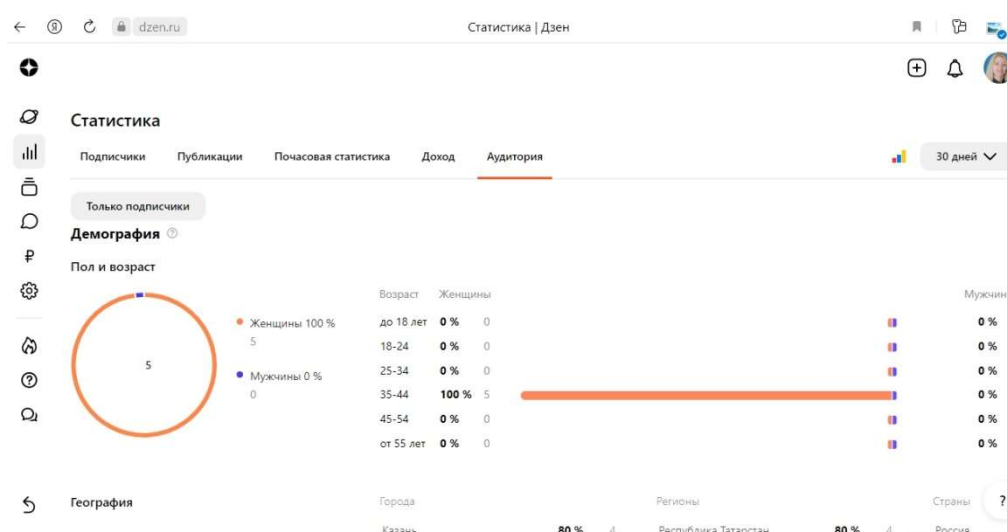 dzen.ru
Статистика | Дзен
Статистика
Подписчики Публикации Почасовая статистика Доход Аудитория 30 дней
Только подписчики
Демография ?
Пол и возраст
Возраст Женщины Мужчин
5
Женщины 100 %
5
Мужчины 0 %
0
до 18 лет 0 % 0 0 %
18-24 0 % 0 0 %
25-34 0 % 0 0 %
35-44 100 % 5 0 %
45-54 0 % 0 0 %
от 55 лет 0 % 0 0 %
География Города Регионы Страны ?
Казань 80 % 4 Республика Татарстан 80 % 4 Россия